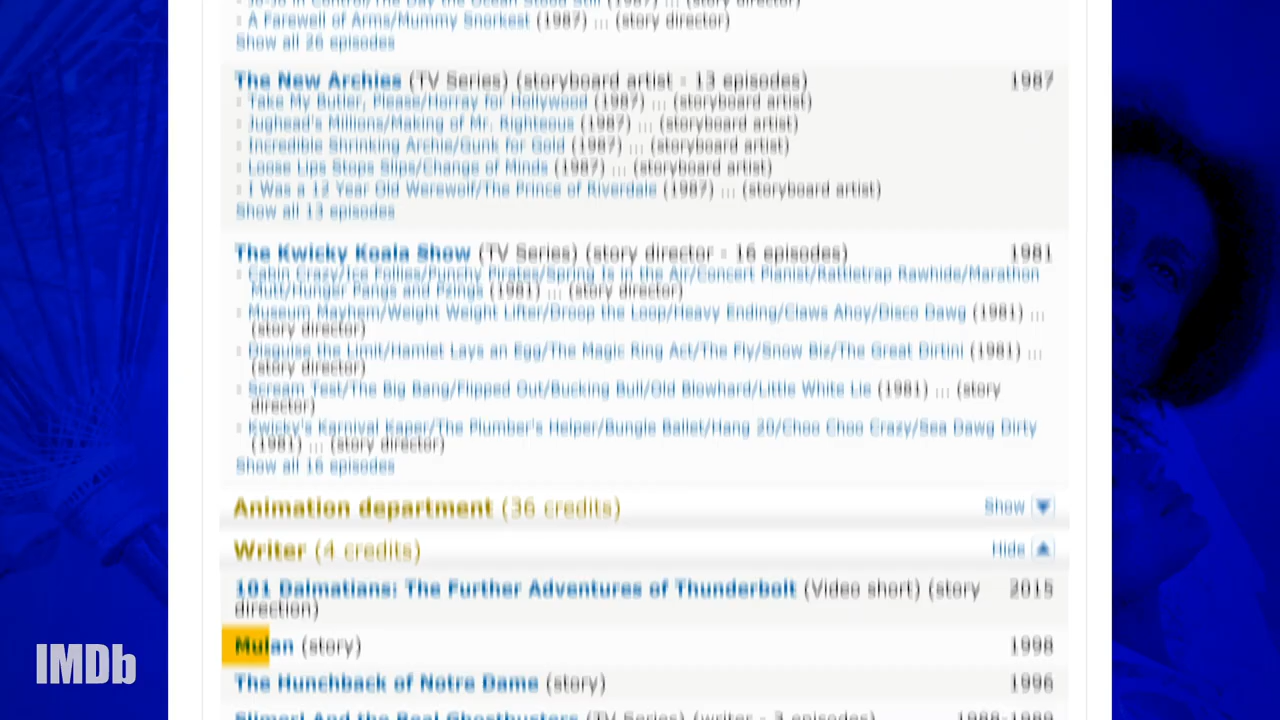 A Farewell of Arms/Mummy Snorkest (1987) ... (story director)
Show all 26 episodes
The New Archies (TV Series) (storyboard artist - 13 episodes) 1987
Take My Butler, Please/Horray for Hollywood (1987) ... (storyboard artist)
Jughead's Millions/Making of Mr. Righteous (1987) ... (storyboard artist)
Incredible Shrinking Archie/Gunk for Gold (1987) ... (storyboard artist)
Loose Lips Stops Slips/Change of Minds (1987) ... (storyboard artist)
I Was a 12 Year Old Werewolf/The Prince of Riverdale (1987) ... (storyboard artist)
Show all 13 episodes
The Kwicky Koala Show (TV Series) (story director - 16 episodes) 1981
Cabin Crazy/Ice Follies/Punchy Pirates/Spring Is in the Air/Concert Pianist/Rattletrap Rawhide/Marathon
Mutt/Hunger Pangs and Pongs (1981) ... (story director)
Museum Mayhem/Weight Weight Lifter/Droop the Loop/Heavy Ending/Claws Ahoy/Disco Dawg (1981) ...
(story director)
Disguise the Limit/Hamlet Lays an Egg/The Magic Ring Act/The Fly/Snow Biz/The Great Dirtini (1981) ...
(story director)
Scream Test/The Big Bang/Flipped Out/Bucking Bull/Old Blowhard/Little White Lie (1981) ... (story
director)
Kwicky's Karnival Kaper/The Plumber's Helper/Bungle Ballet/Hang 20/Choo Choo Crazy/Sea Dawg Dirty
(1981) ... (story director)
Show all 16 episodes
Animation department (36 credits) Show
Writer (4 credits) Hide
101 Dalmatians: The Further Adventures of Thunderbolt (Video short) (story 2015
direction)
Mulan (story) 1998
The Hunchback of Notre Dame (story) 1996
Slimer! And the Real Ghostbusters (TV Series) (writer - 3 episodes)
IMDb